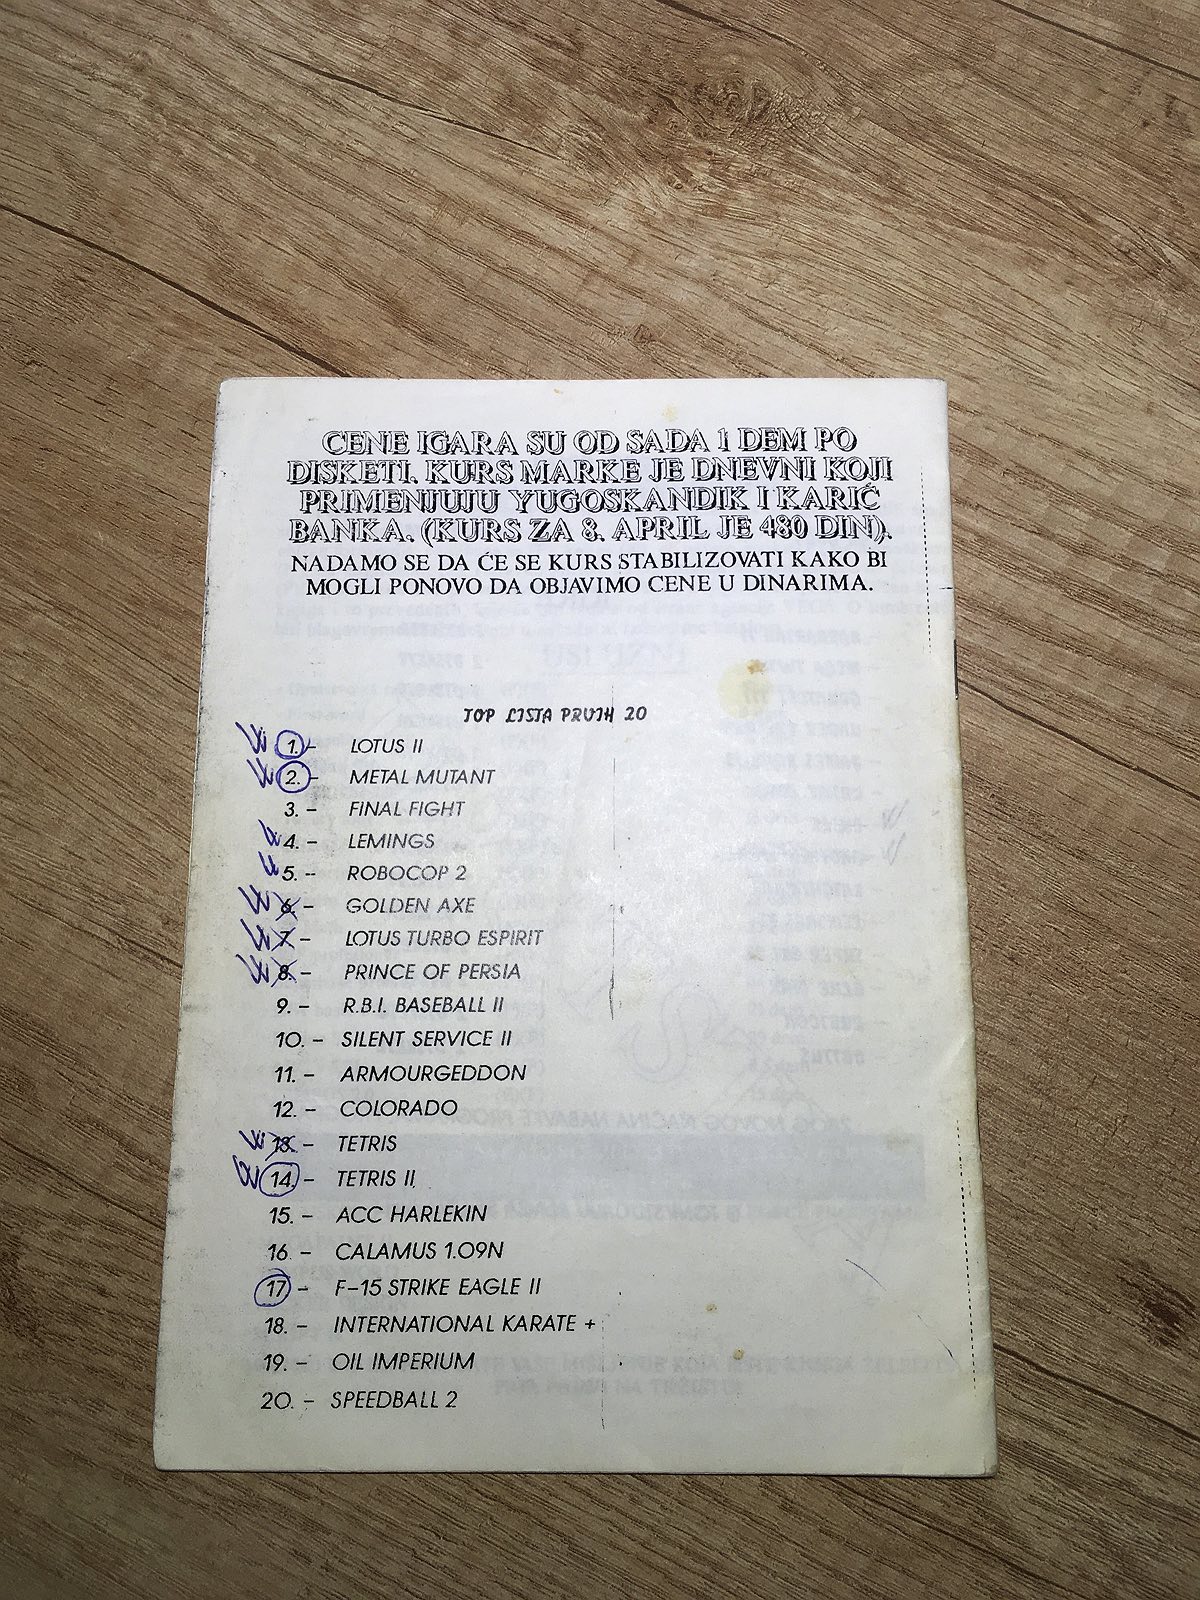 CENE IGARA SU OD SADA 1 DEM PO
DISKETI. KURS MARKE JE DNEVNI KOJI
PRIMENJUJU YUGOSKANDIK I KARIĆ
BANKA. (KURS ZA 8. APRIL JE 480 DIN).
NADAMO SE DA ĆE SE KURS STABILIZOVATI KAKO BI
MOGLI PONOVO DA OBJAVIMO CENE U DINARIMA.
TOP LISTA PRVIH 20
1. - LOTUS II
2. - METAL MUTANT
3. - FINAL FIGHT
4. - LEMINGS
5. - ROBOCOP 2
6. - GOLDEN AXE
7 - LOTUS TURBO ESPIRIT
8. - PRINCE OF PERSIA
9. - R.B.I. BASEBALL II
10. - SILENT SERVICE II
11. - ARMOURGEDDON
12. - COLORADO
13. - TETRIS
14. - TETRIS II
15. - ACC HARLEKIN
16. - CALAMUS 1.09N
17 - F-15 STRIKE EAGLE II
18. - INTERNATIONAL KARATE +
19. - OIL IMPERIUM
20. - SPEEDBALL 2